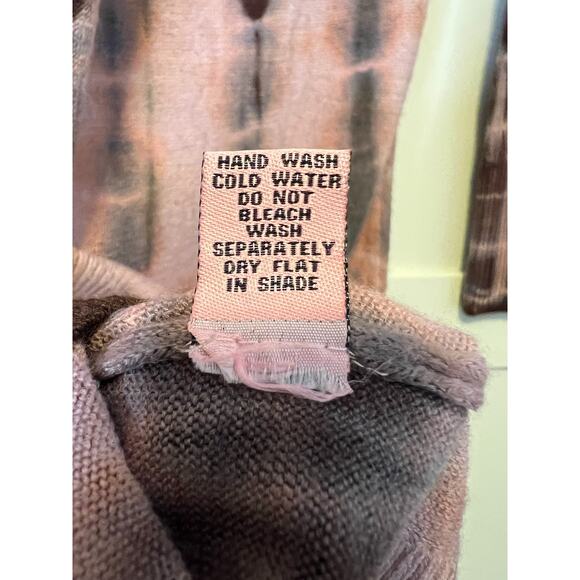 HAND WASH
COLD WATER
DO NOT
BLEACH
WASH
SEPARATELY
DRY FLAT
IN SHADE